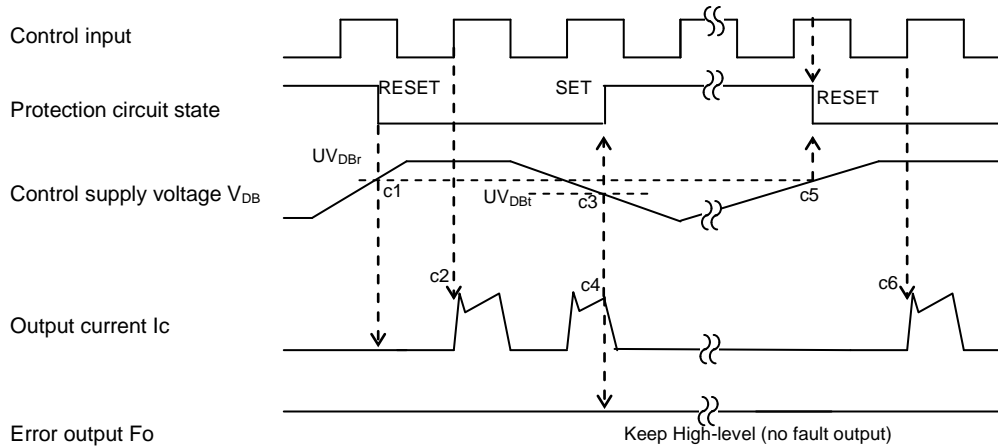 Control input
RESET
SET
RESET
Protection circuit state
UVDBr
c1
Control supply voltage VDB
UVDBt
c3
c5
c2
c4
c6
Output current Ic
Error output Fo
Keep High-level (no fault output)